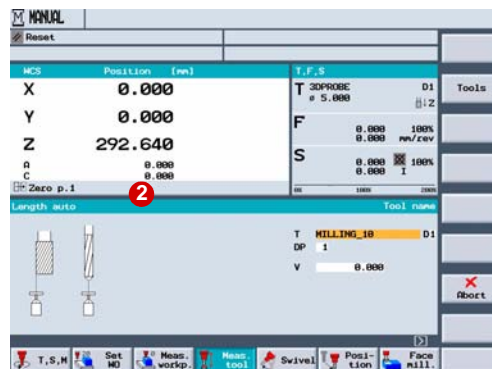 M MANUAL
Reset
WCS Position [mm] T,F,S
X 0.000 T 3DPROBE D1 Tools
ø 5.000 Z
Y 0.000
F 0.000 100%
0.000 mm/rev
Z 292.640
S 0.000 100%
A 0.000 0.000 I
C 0.000
Zero p.1 0% 100% 200%
2
Length auto Tool name
T MILLING_10 D1
DP 1
V 0.000
Abort
T,S,M Set WO Meas. workp. Meas. tool Swivel Posi- tion Face mill.